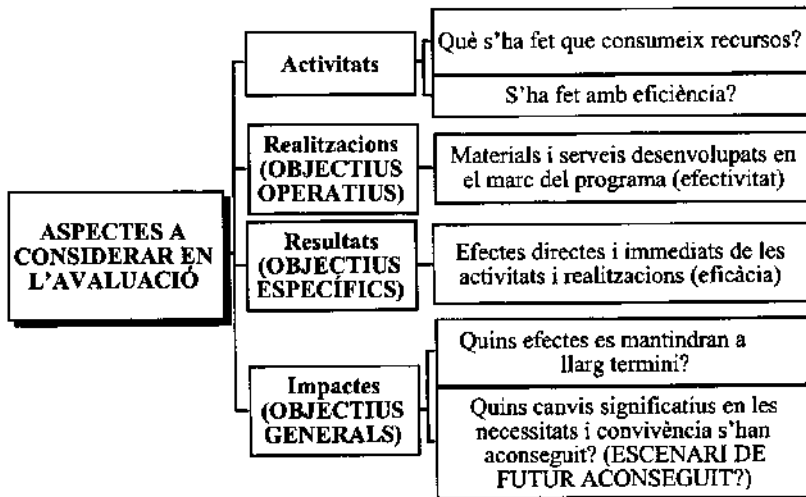 ASPECTES A
CONSIDERAR EN
L'AVALUACIÓ
Activitats
Què s'ha fet que consumeix recursos?
S'ha fet amb eficiència?
Realitzacions
(OBJECTIUS
OPERATIUS)
Materials i serveis desenvolupats en
el marc del programa (efectivitat)
Resultats
(OBJECTIUS
ESPECÍFICS)
Efectes directes i immediats de les
activitats i realitzacions (eficàcia)
Impactes
(OBJECTIUS
GENERALS)
Quins efectes es mantindran a
llarg termini?
Quins canvis significatius en les
necessitats i convivència s'han
aconseguit? (ESCENARI DE
FUTUR ACONSEGUIT?)